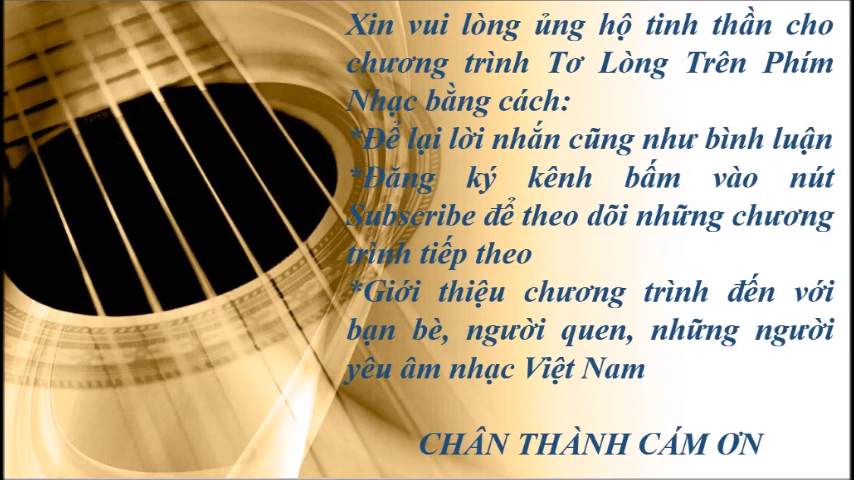 Xin vui lòng ủng hộ tinh thần cho
chương trình Tơ Lòng Trên Phím
Nhạc bằng cách:
*Để lại lời nhắn cũng như bình luận
*Đăng ký kênh bấm vào nút
Subscribe để theo dõi những chương
trình tiếp theo
*Giới thiệu chương trình đến với
bạn bè, người quen, những người
yêu âm nhạc Việt Nam
CHÂN THÀNH CÁM ƠN